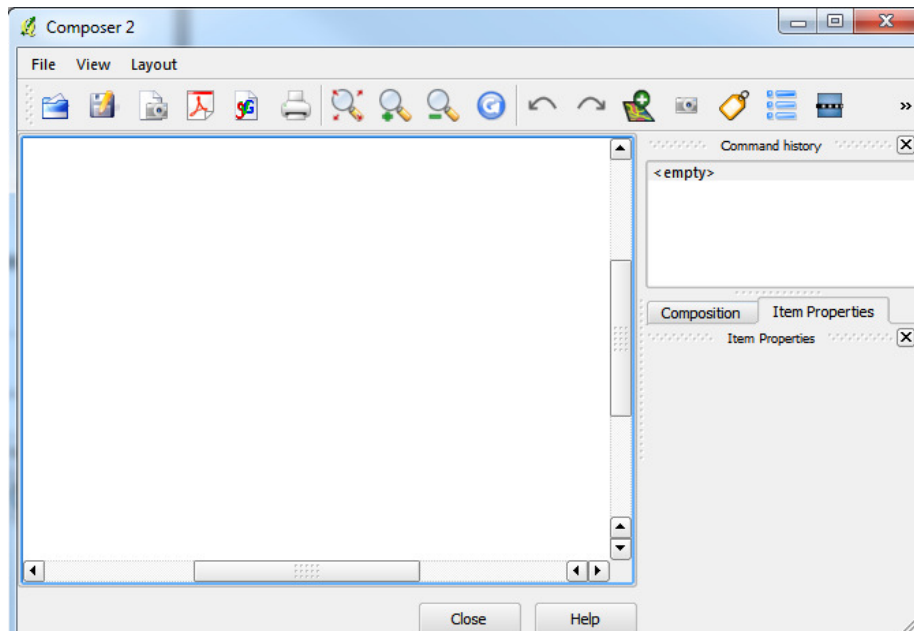 Composer 2
File View Layout
»
Command history
<empty>
Composition Item Properties
Item Properties
Close Help